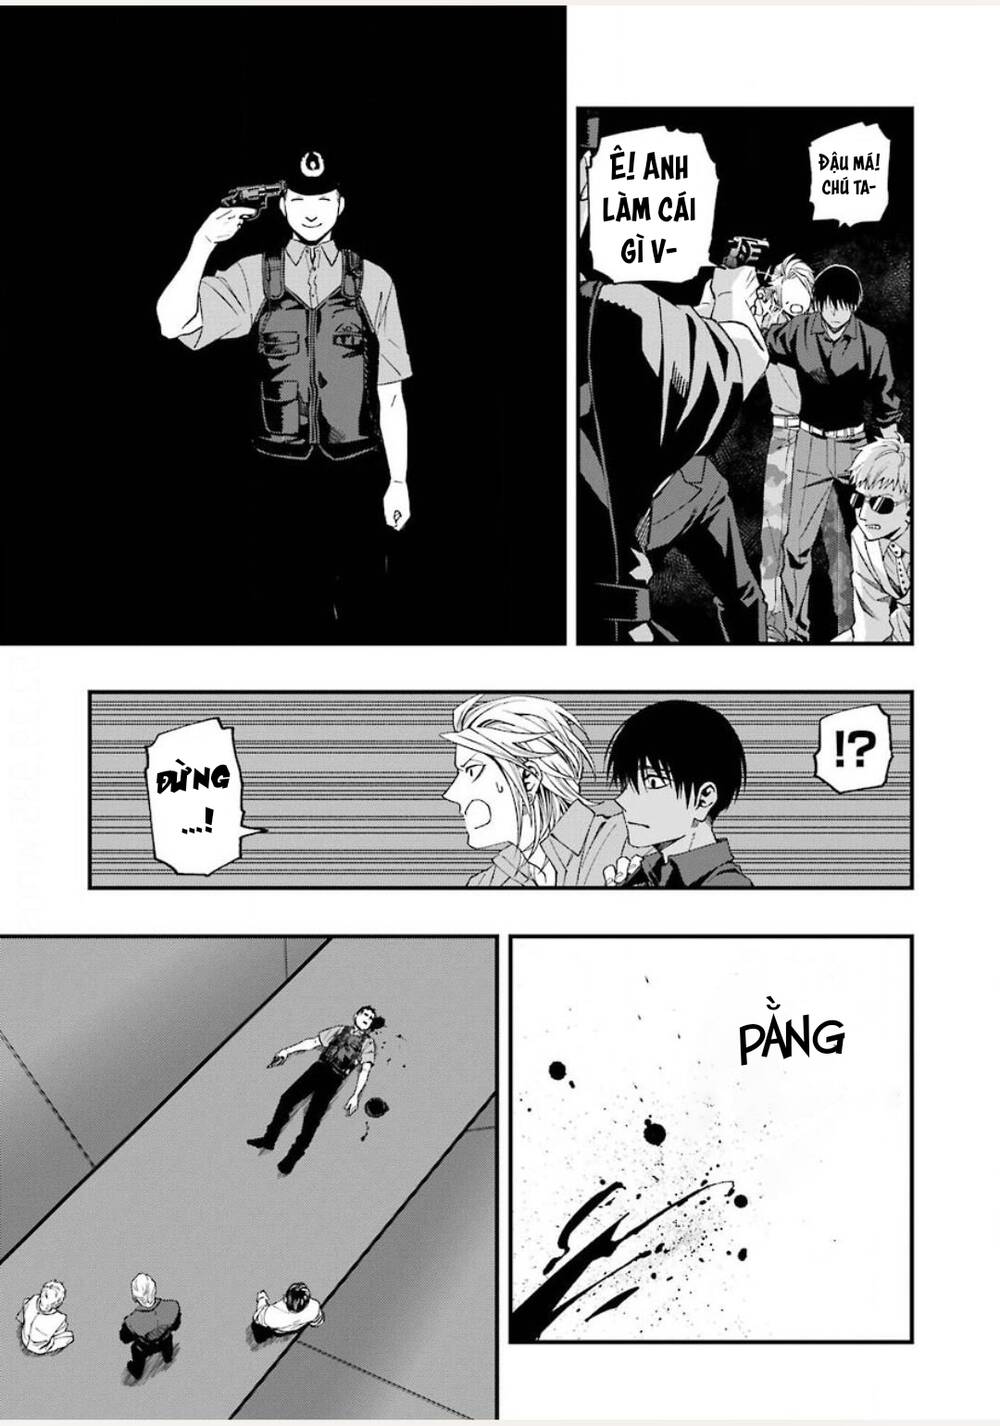 ĐẬU MÁ!
CHÚ TA-
Ê! ANH
LÀM CÁI
GÌ V-
!?
ĐỪNG
...!
PẰNG